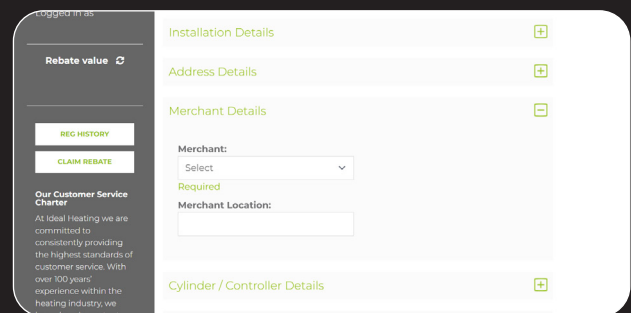 Logged in as
Rebate value
REG HISTORY
CLAIM REBATE
Our Customer Service
Charter
At Ideal Heating we are
committed to
consistently providing
the highest standards of
customer service. With
over 100 years'
experience within the
heating industry, we
Installation Details
Address Details
Merchant Details
Merchant:
Select
Required
Merchant Location:
Cylinder / Controller Details